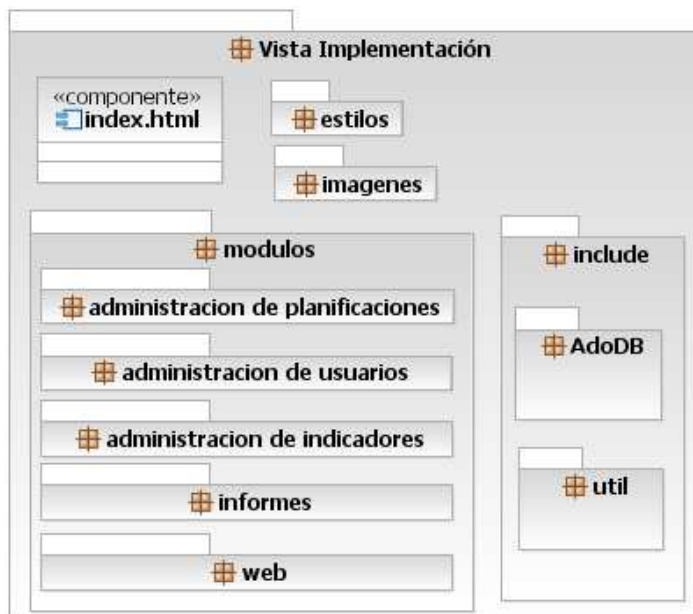 Vista Implementación
«componente»
index.html
estilos
imagenes
modulos
administracion de planificaciones
administracion de usuarios
administracion de indicadores
informes
web
include
AdoDB
util